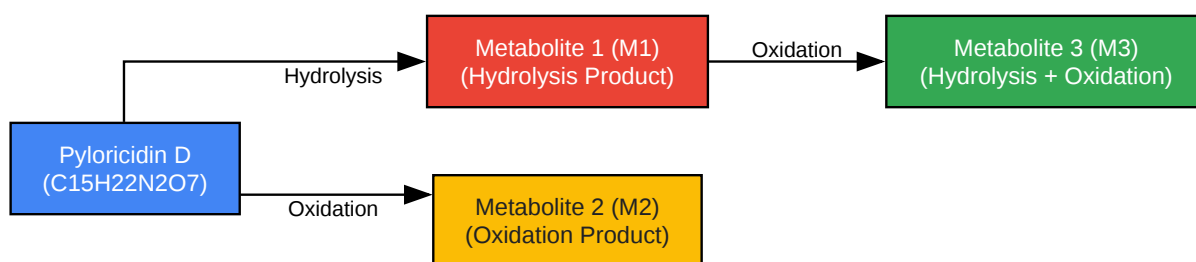 Metabolite 1 (M1)
(Hydrolysis Product)
Oxidation
Metabolite 3 (M3)
(Hydrolysis + Oxidation)
Hydrolysis
Pyloricidin D
(C15H22N2O7)
Oxidation
Metabolite 2 (M2)
(Oxidation Product)